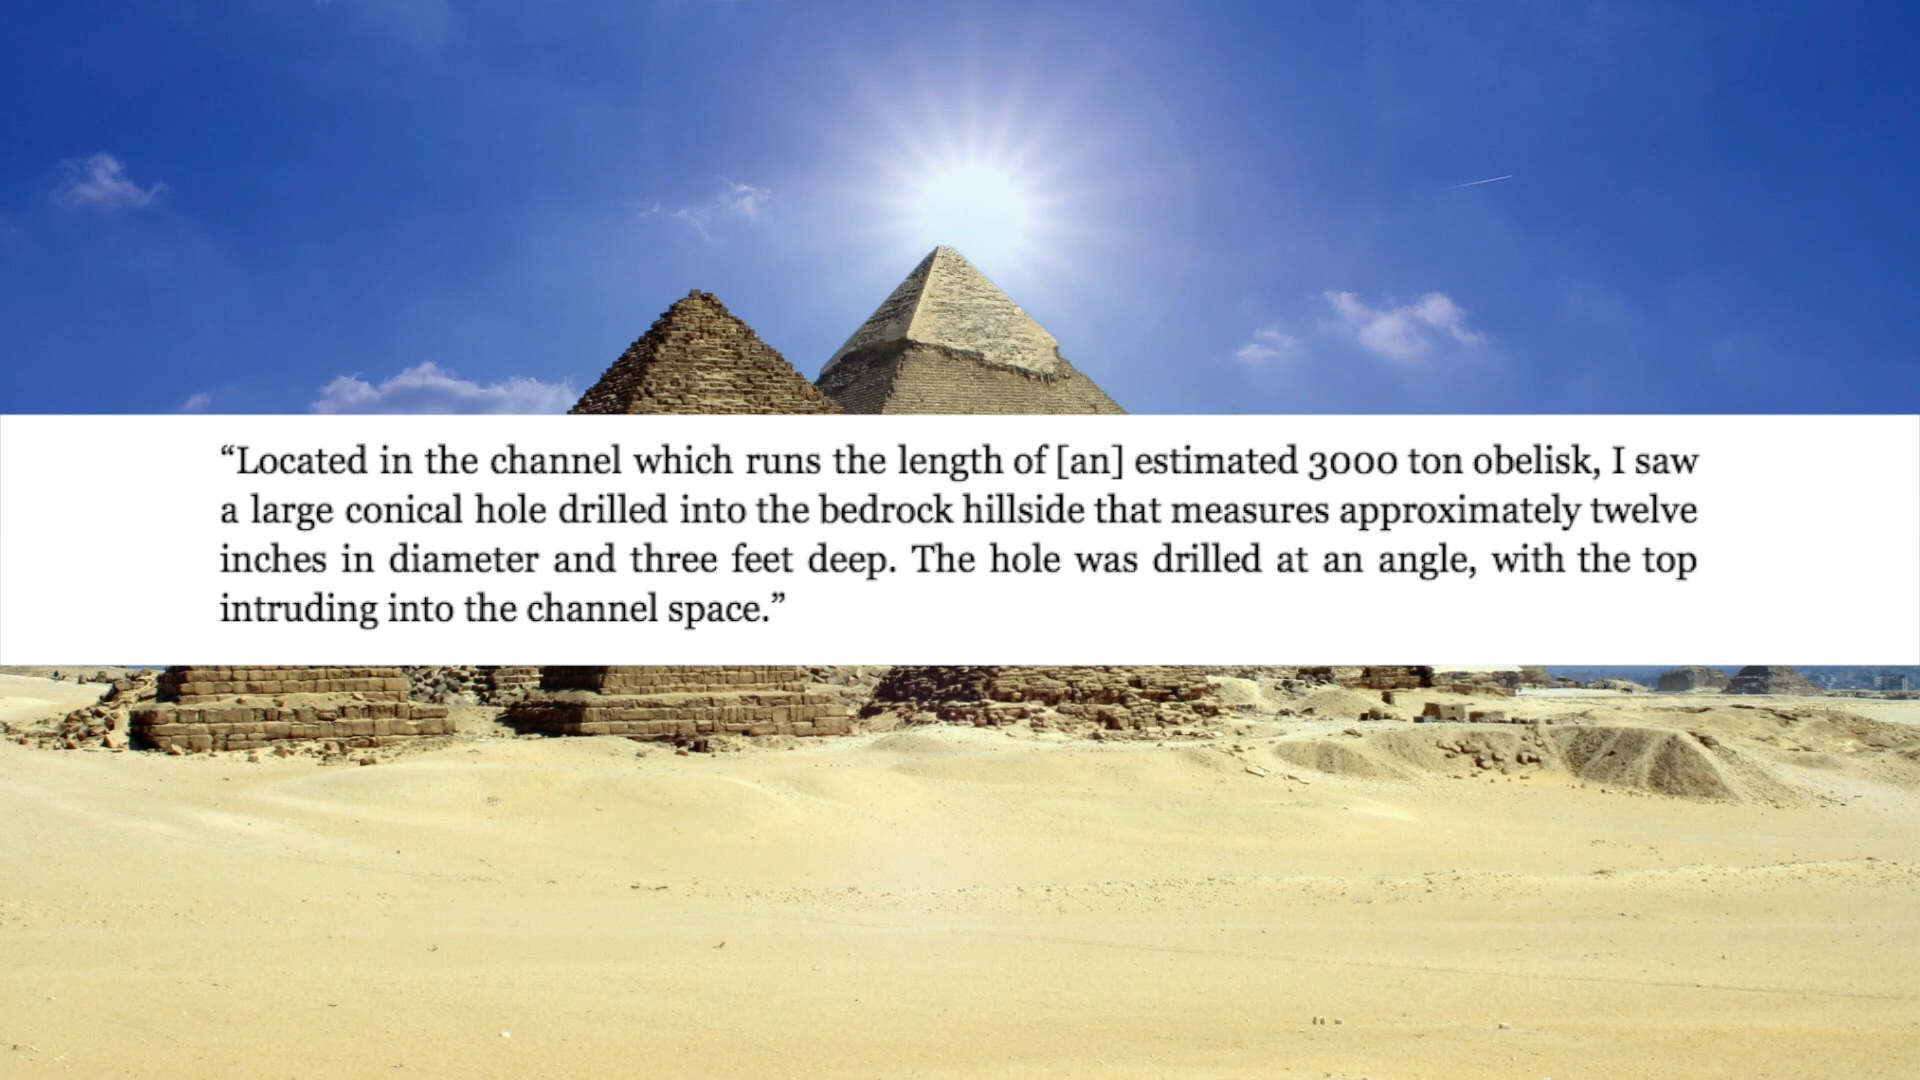 “Located in the channel which runs the length of [an] estimated 3000 ton obelisk, I saw
a large conical hole drilled into the bedrock hillside that measures approximately twelve
inches in diameter and three feet deep. The hole was drilled at an angle, with the top
intruding into the channel space.”